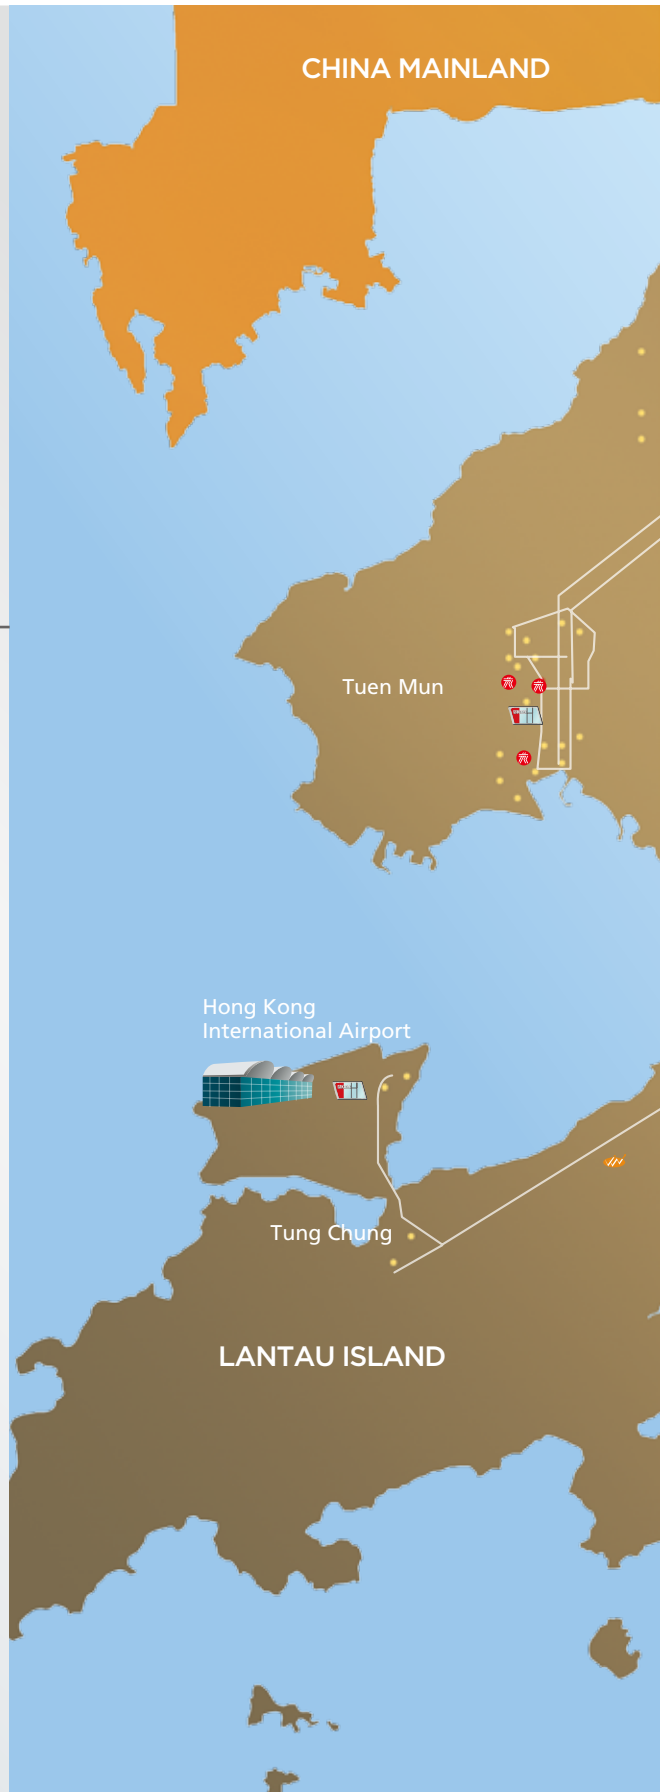 CHINA MAINLAND
Tuen Mun
Hong Kong
International Airport
Tung Chung
LANTAU ISLAND